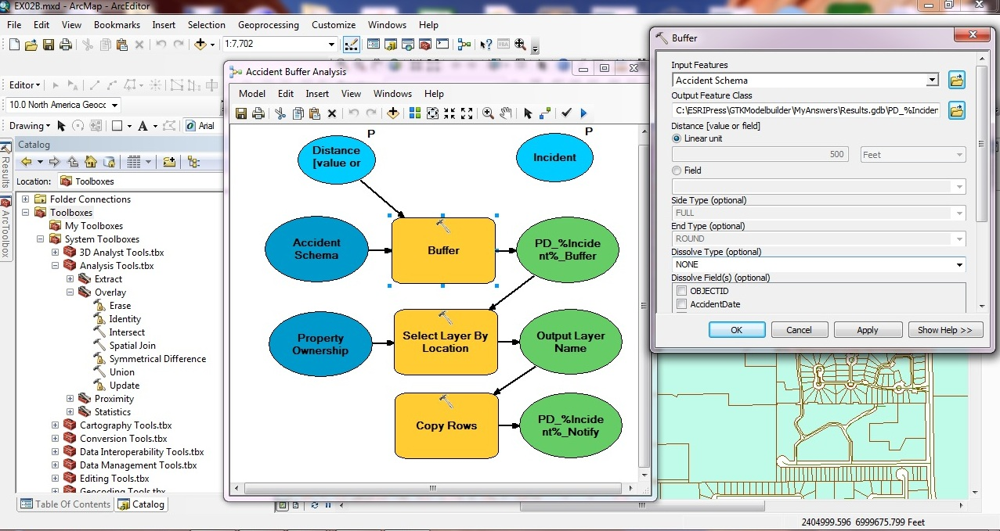 EX02B.mxd - ArcMap - ArcEditor
File Edit View Bookmarks Insert Selection Geoprocessing Customize Windows Help
1:7,702
Editor
10.0 North America Geocc
Drawing A Arial
Catalog
Location: Toolboxes
Results
ArcToolbox
Folder Connections
Toolboxes
My Toolboxes
System Toolboxes
3D Analyst Tools.tbx
Analysis Tools.tbx
Extract
Overlay
Erase
Identity
Intersect
Spatial Join
Symmetrical Difference
Union
Update
Proximity
Statistics
Cartography Tools.tbx
Conversion Tools.tbx
Data Interoperability Tools.tbx
Data Management Tools.tbx
Editing Tools.tbx
Geocoding Tools.tbx
Table Of Contents Catalog
Accident Buffer Analysis
Model Edit Insert View Windows Help
P
Distance
[value or
P
Incident
Accident
Schema
Buffer
PD_%Incide
nt%_Buffer
Property
Ownership
Select Layer By
Location
Output Layer
Name
Copy Rows
PD_%Incide
nt%_Notify
Buffer
Input Features
Accident Schema
Output Feature Class
C:\ESRIPress\GTKModelbuilder\MyAnswers\Results.gdb\PD_%Inciden
Distance [value or field]
Linear unit
500 Feet
Field
Side Type (optional)
FULL
End Type (optional)
ROUND
Dissolve Type (optional)
NONE
Dissolve Field(s) (optional)
OBJECTID
AccidentDate
OK Cancel Apply Show Help >>
2404999.596 6999675.799 Feet